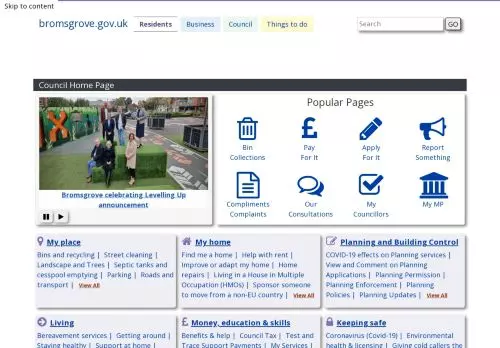 Skip to content
bromsgrove.gov.uk
Residents
Business
Council
Things to do
Search
GO
Council Home Page
Popular Pages
Bin
Collections
Pay
For It
Apply
For It
Report
Something
Compliments
Complaints
Our
Consultations
My
Councillors
My MP
Bromsgrove celebrating Levelling Up
announcement
My place
Bins and recycling | Street cleaning |
Landscape and Trees | Septic tanks and
cesspool emptying | Parking | Roads and
transport | View All
My home
Find me a home | Help with rent |
Improve or adapt my home | Home
repairs | Living in a House in Multiple
Occupation (HMOs) | Sponsor someone
to move from a non-EU country | View All
Planning and Building Control
COVID-19 effects on Planning services |
View and Comment on Planning
Applications | Planning Permission |
Planning Enforcement | Planning
Policies | Planning Updates | View All
Living
Bereavement services | Getting around |
Staying healthy | Support at home |
Money, education & skills
Benefits & help | Council Tax | Test and
Trace Support Payments | My Services |
Keeping safe
Coronavirus (Covid-19) | Environmental
health & licensing | Going cold calls the